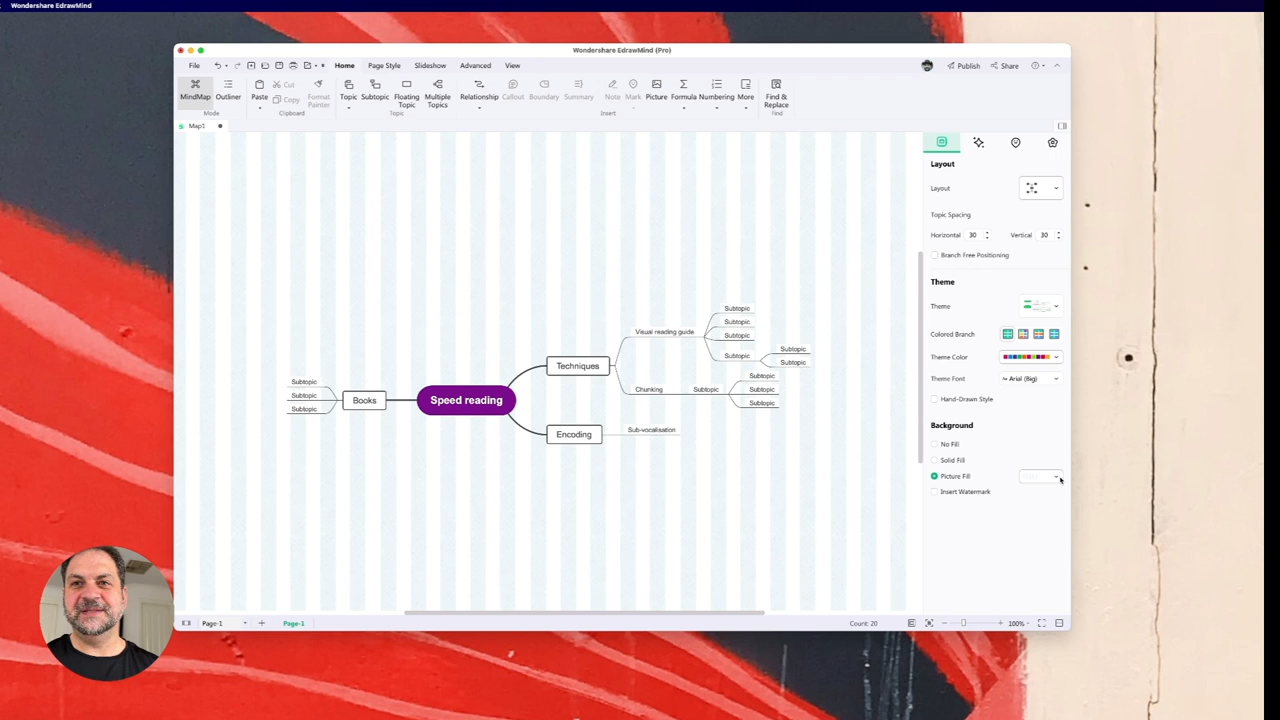 Wondershare EdrawMind
Wondershare EdrawMind (Pro)
File Home Page Style Slideshow Advanced View Publish Share
MindMap Outliner Paste Cut Copy Format Painter Topic Subtopic Floating Topic Multiple Topics Relationship Callout Boundary Summary Note Mark Picture Formula Numbering More Find & Replace
Mode Clipboard Topic Insert Find
Map1
Layout
Layout
Topic Spacing
Horizontal 30 Vertical 30
Branch Free Positioning
Theme
Theme
Colored Branch
Theme Color
Theme Font Arial (Big)
Hand-Drawn Style
Background
No Fill
Solid Fill
Picture Fill
Insert Watermark
Subtopic
Subtopic
Subtopic
Books
Speed reading
Techniques
Visual reading guide
Subtopic
Subtopic
Subtopic
Subtopic
Subtopic
Subtopic
Chunking
Subtopic
Subtopic
Subtopic
Subtopic
Encoding
Sub-vocalisation
Page-1 Page-1 Count: 20 100%